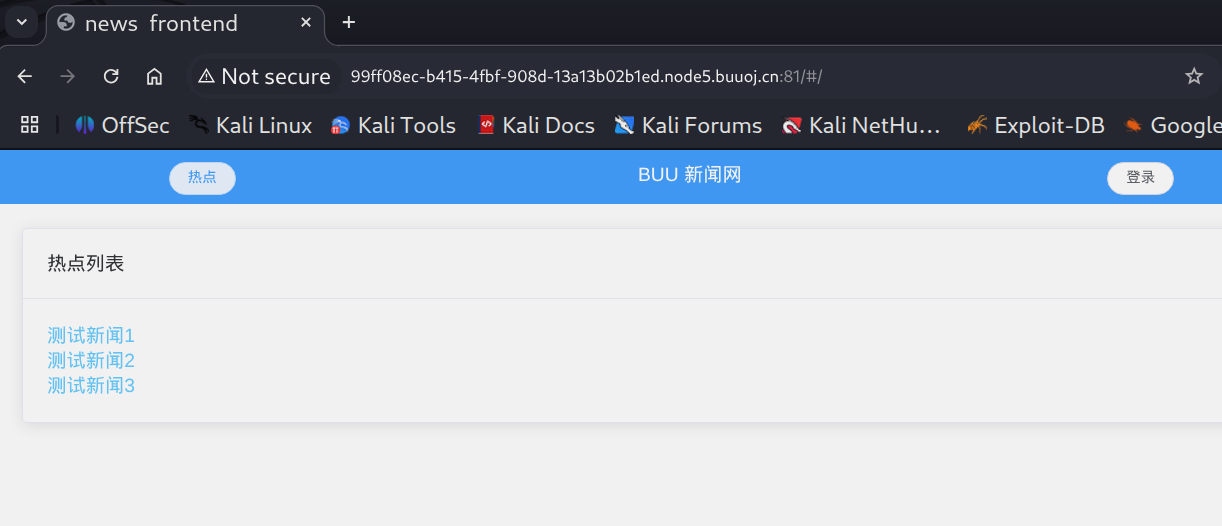 news frontend
Not secure 99ff08ec-b415-4fbf-908d-13a13b02b1ed.node5.buuoj.cn:81/#/
OffSec Kali Linux Kali Tools Kali Docs Kali Forums Kali NetHu... Exploit-DB Google
热点 BUU 新闻网 登录
热点列表
测试新闻1
测试新闻2
测试新闻3